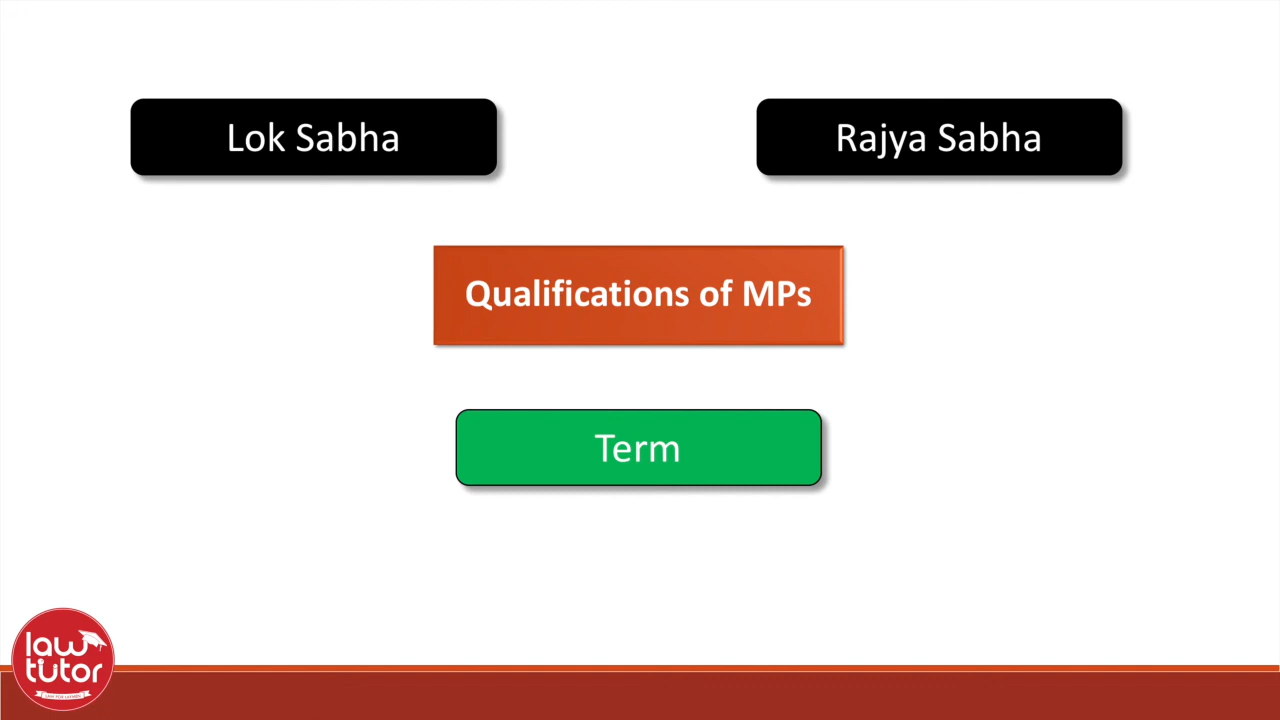 Lok Sabha
Rajya Sabha
Qualifications of MPs
Term
law
tutor